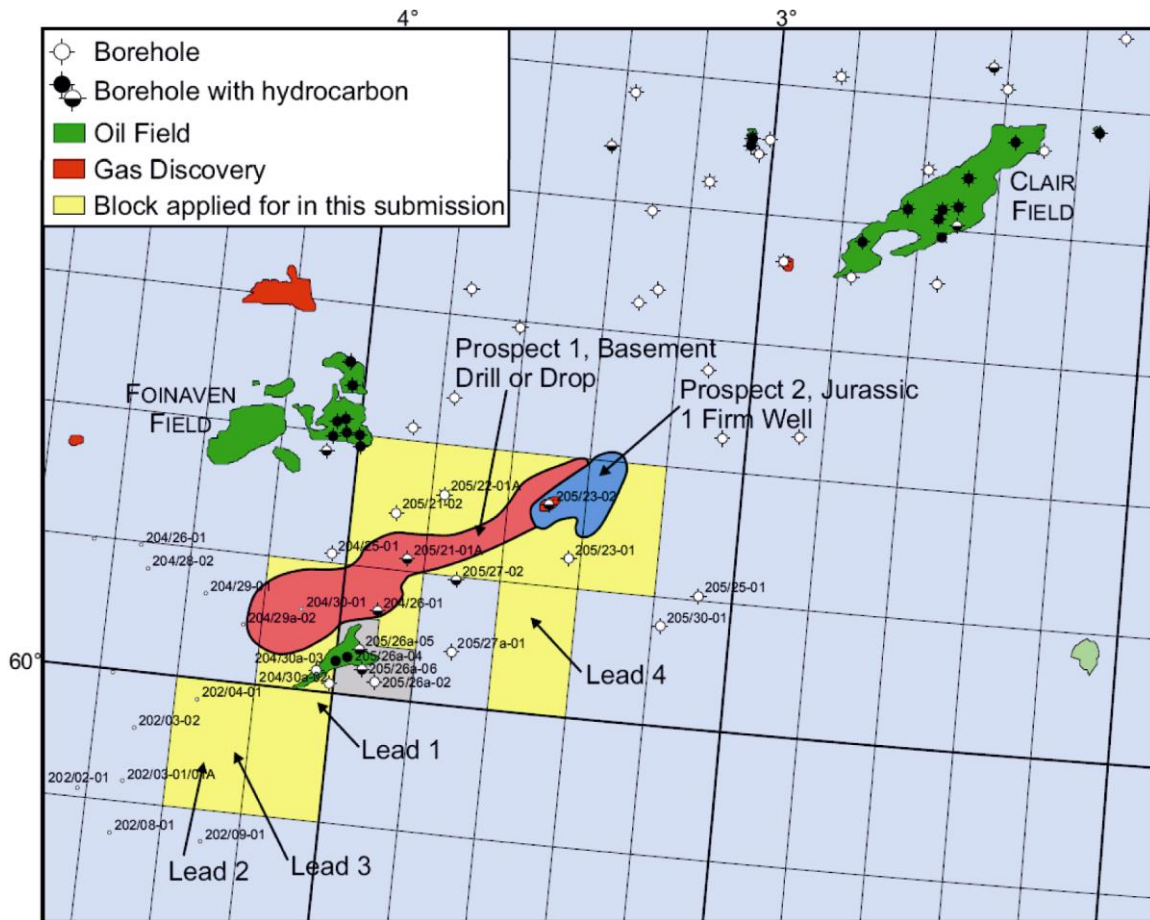 4°
3°
Borehole
Borehole with hydrocarbon
Oil Field
Gas Discovery
Block applied for in this submission
CLAIR
FIELD
Prospect 1, Basement
Drill or Drop
Prospect 2, Jurassic
1 Firm Well
FOINAVEN
FIELD
205/22-01A
205/23-02
205/21-02
204/26-01
204/25-01
205/21-01A
205/23-01
204/28-02
205/27-02
204/29-01
205/25-01
204/30-01
204/26-01
204/29a-02
205/30-01
205/26a-05
205/27a-01
60°
204/30a-03
205/26a-04
205/26a-06
204/30a-02
205/26a-02
Lead 4
202/04-01
202/03-02
Lead 1
202/02-01
202/03-01/01A
202/08-01
202/09-01
Lead 2
Lead 3